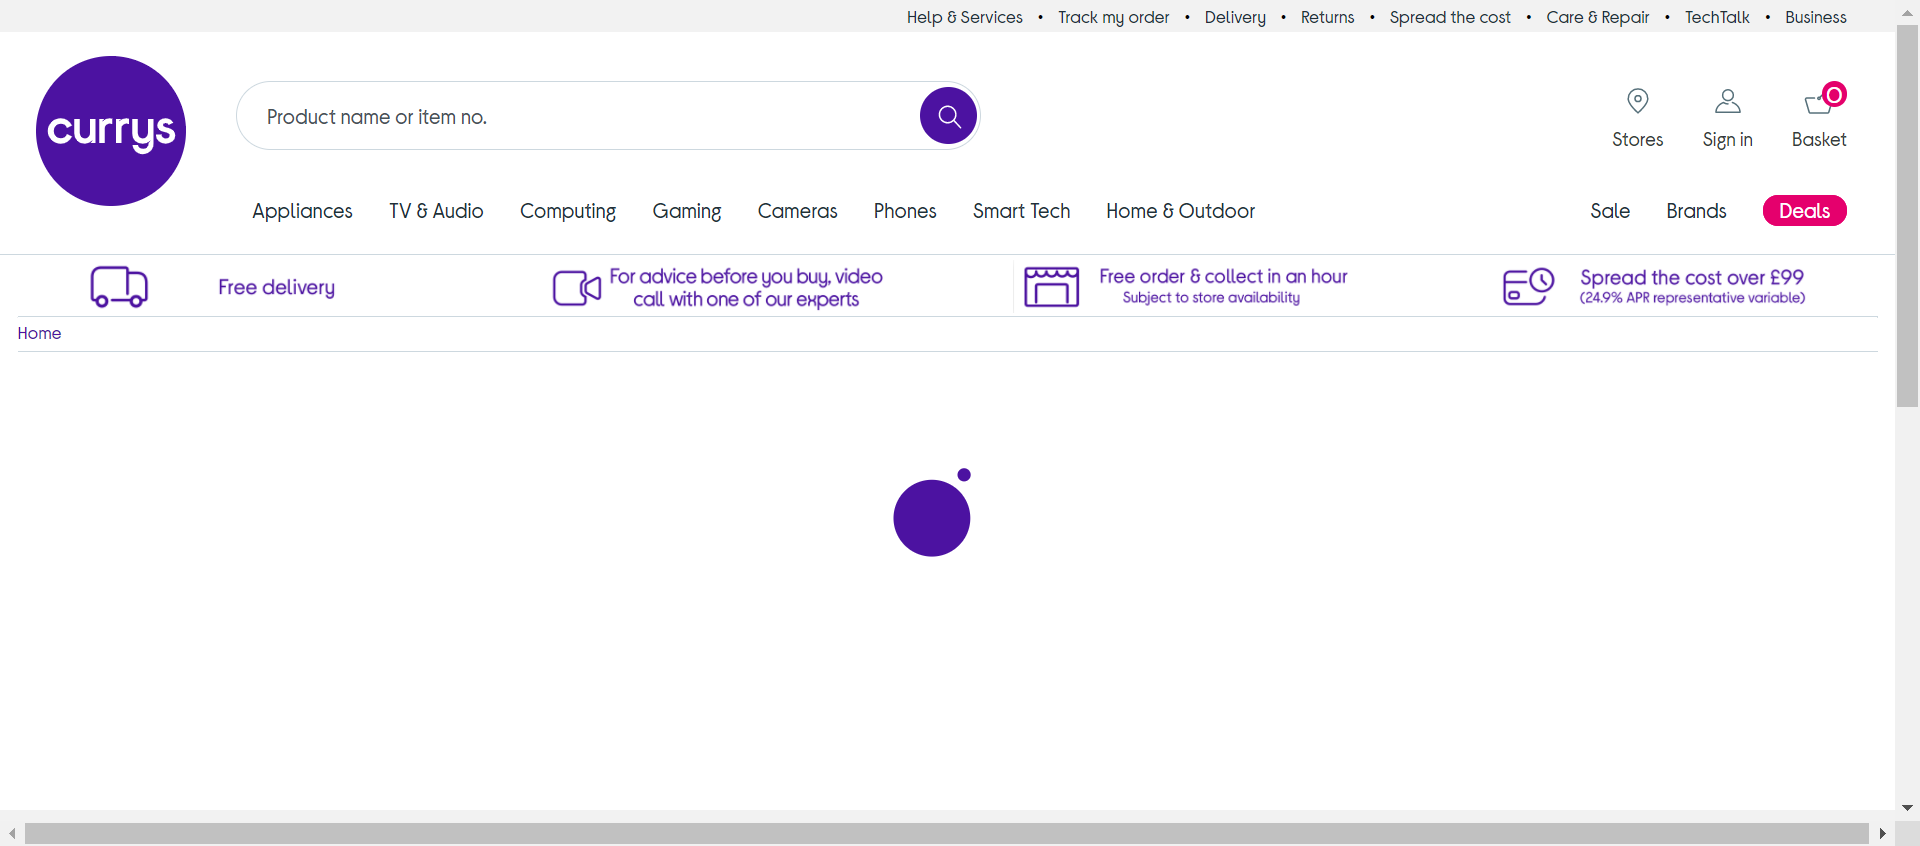 Help & Services • Track my order • Delivery • Returns • Spread the cost • Care & Repair • TechTalk • Business
currys
Product name or item no.
0
Stores Sign in Basket
Appliances TV & Audio Computing Gaming Cameras Phones Smart Tech Home & Outdoor Sale Brands Deals
Free delivery
For advice before you buy, video
call with one of our experts
Free order & collect in an hour
Subject to store availability
Spread the cost over £99
(24.9% APR representative variable)
Home